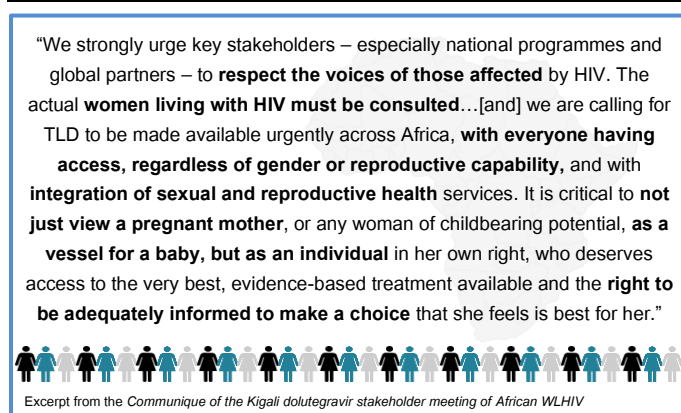 “We strongly urge key stakeholders – especially national programmes and
global partners – to respect the voices of those affected by HIV. The
actual women living with HIV must be consulted…[and] we are calling for
TLD to be made available urgently across Africa, with everyone having
access, regardless of gender or reproductive capability, and with
integration of sexual and reproductive health services. It is critical to not
just view a pregnant mother, or any woman of childbearing potential, as a
vessel for a baby, but as an individual in her own right, who deserves
access to the very best, evidence-based treatment available and the right to
be adequately informed to make a choice that she feels is best for her.”
Excerpt from the Communique of the Kigali dolutegravir stakeholder meeting of African WLHIV